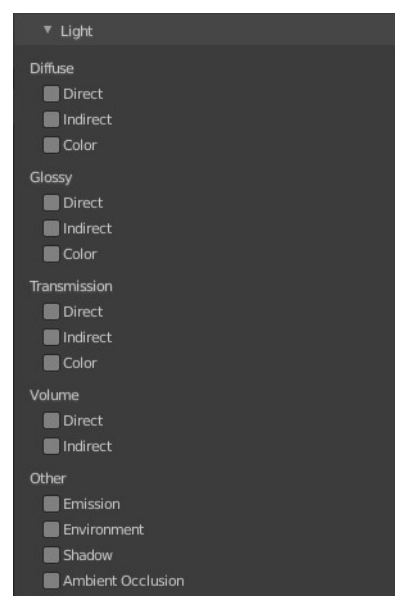 Light
Diffuse
Direct
Indirect
Color
Glossy
Direct
Indirect
Color
Transmission
Direct
Indirect
Color
Volume
Direct
Indirect
Other
Emission
Environment
Shadow
Ambient Occlusion